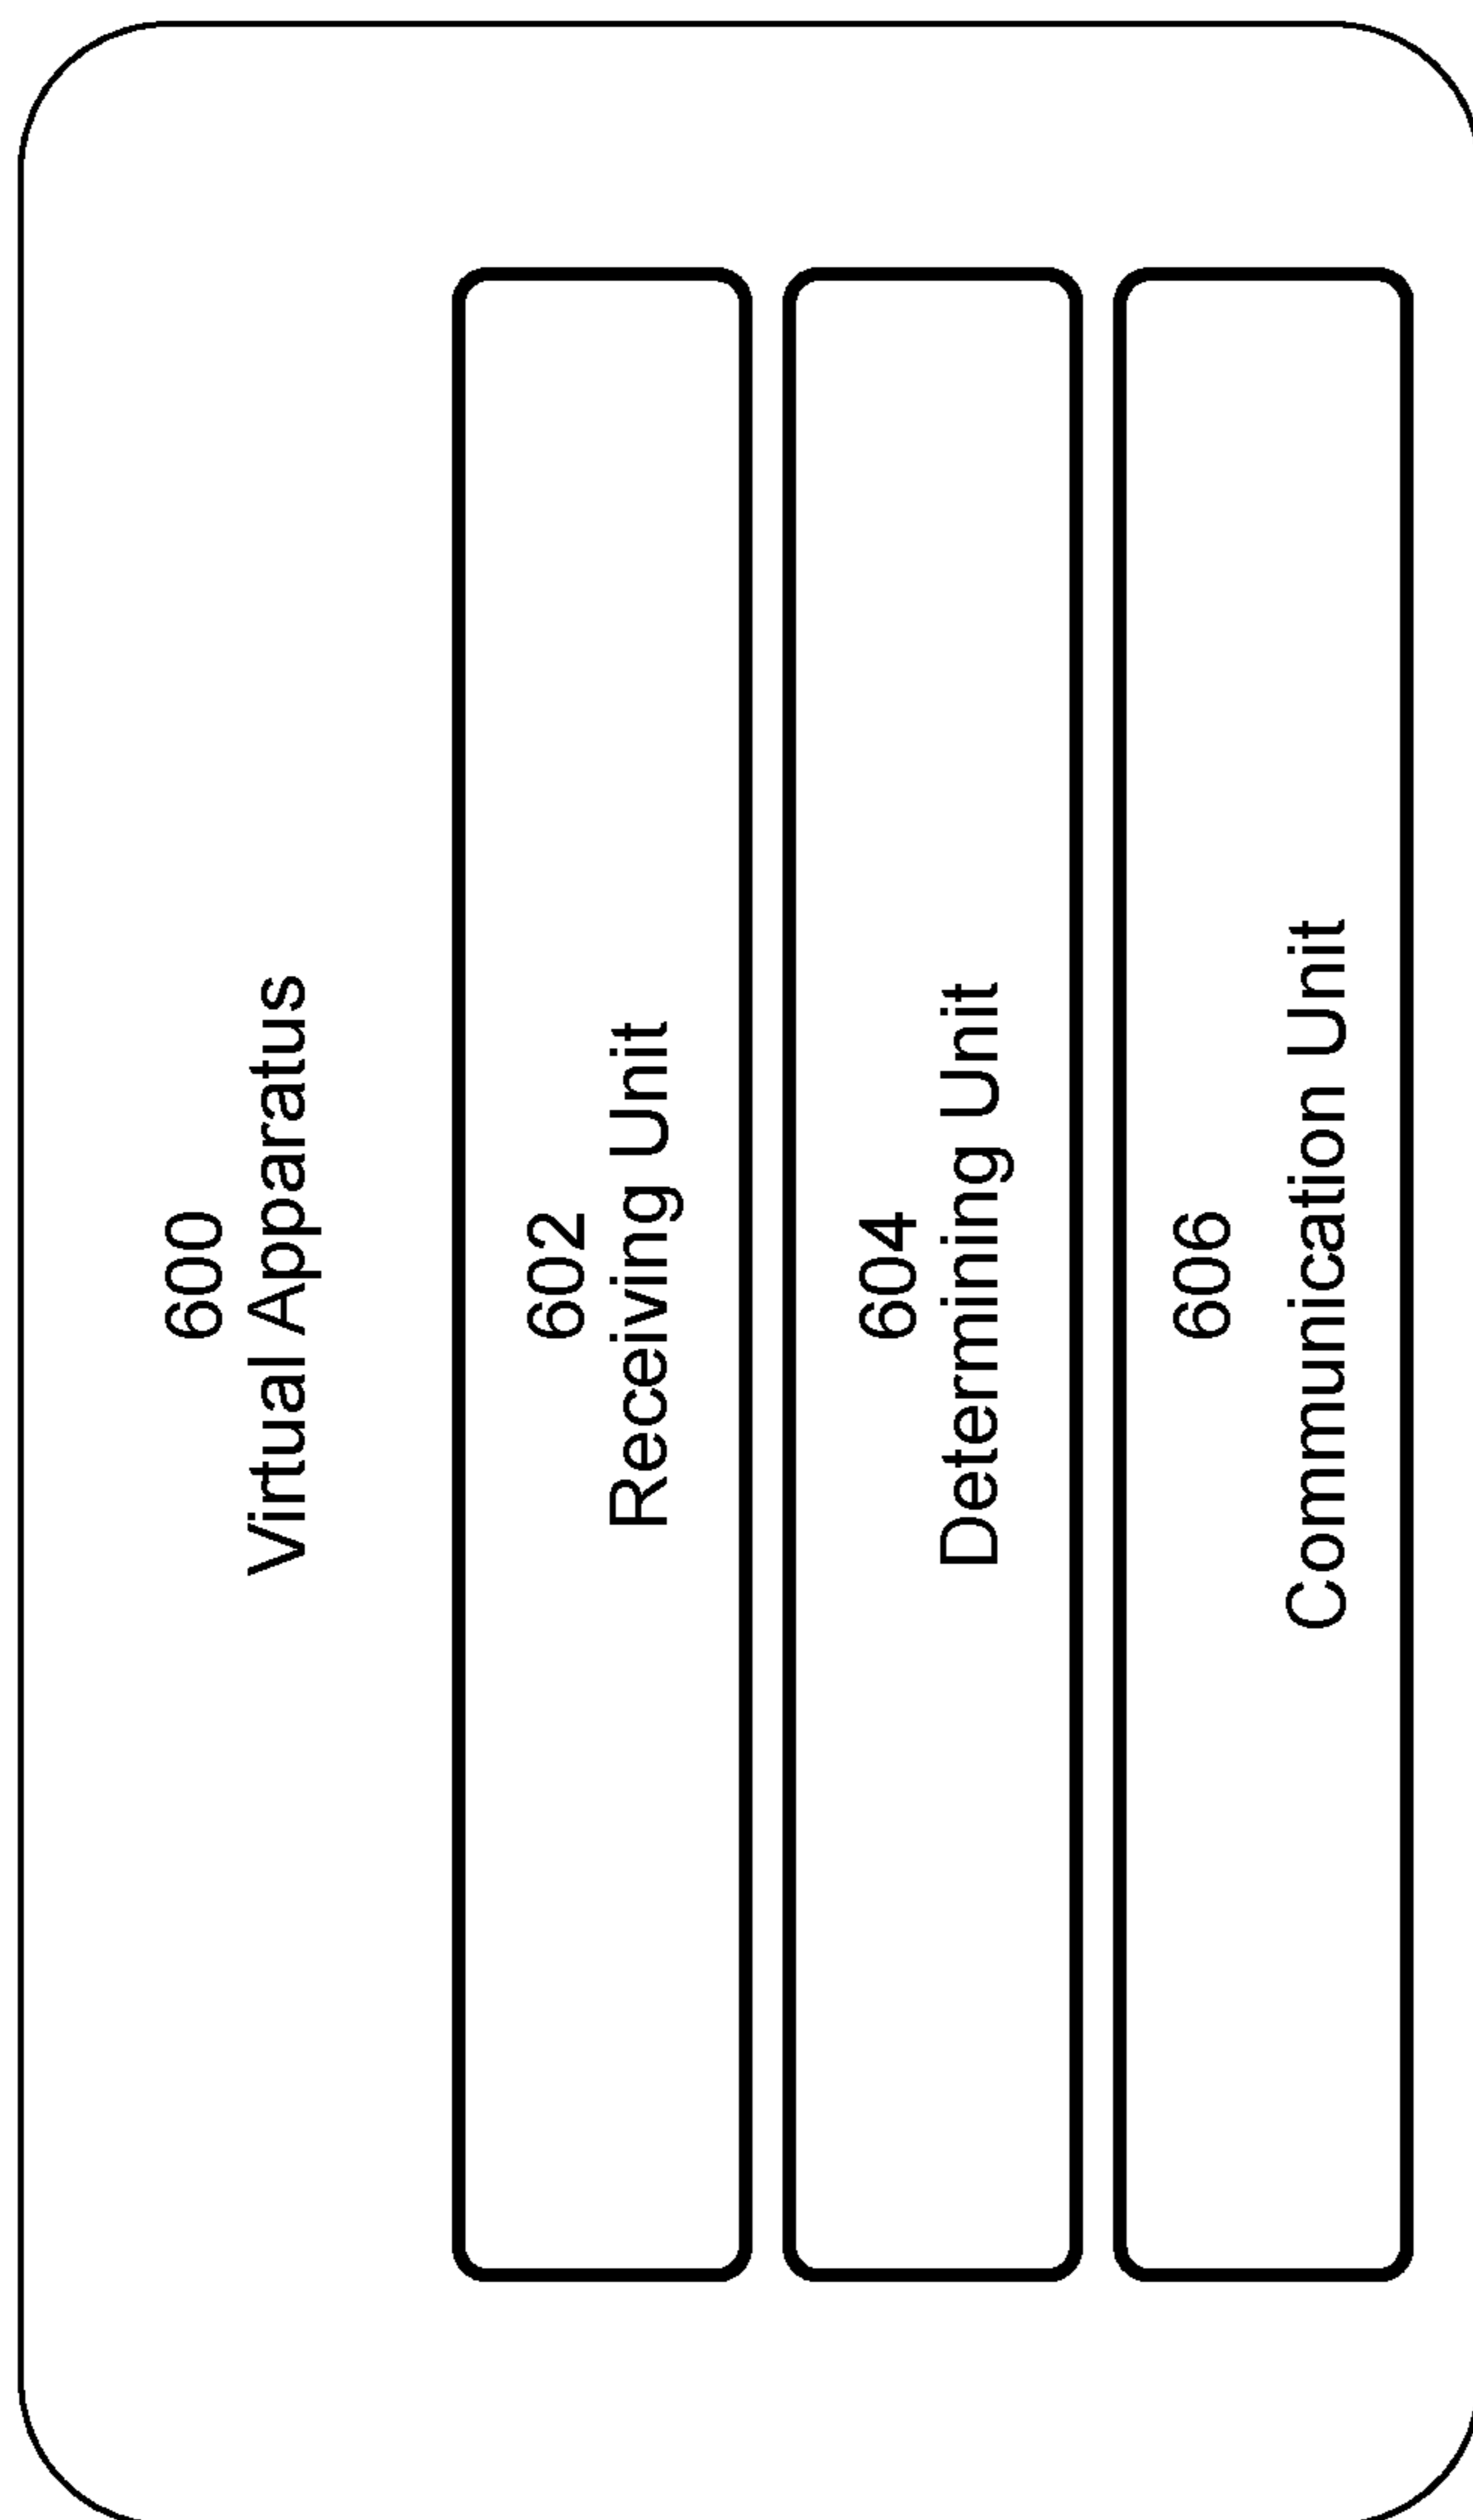 600
Virtual Apparatus
602
Receiving Unit
604
Determining Unit
606
Communication Unit